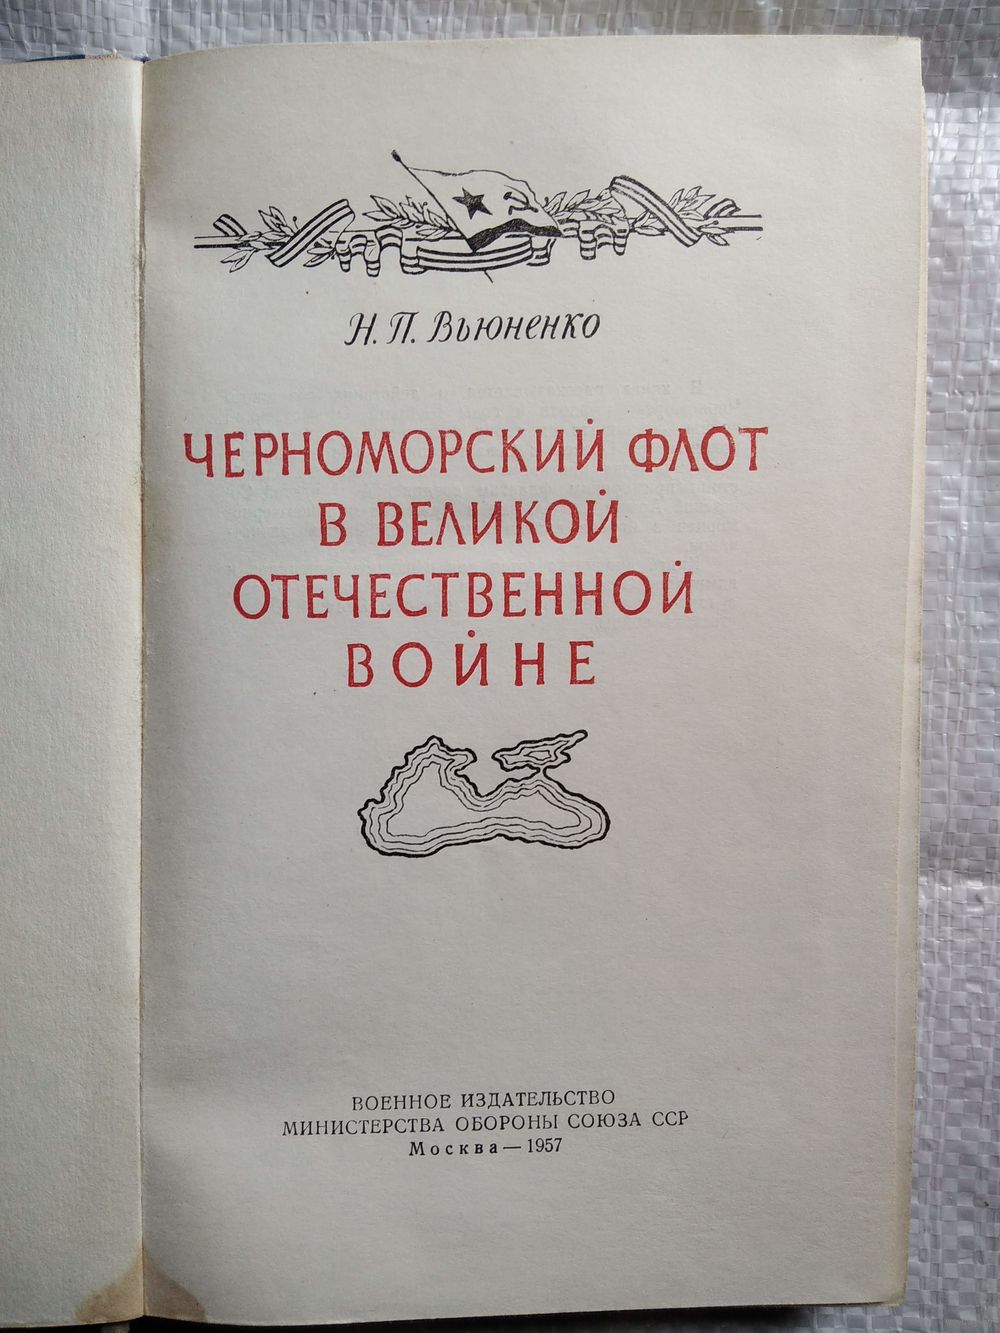 Н. П. Вьюненко
ЧЕРНОМОРСКИЙ ФЛОТ
В ВЕЛИКОЙ
ОТЕЧЕСТВЕННОЙ
ВОЙНЕ
ВОЕННОЕ ИЗДАТЕЛЬСТВО
МИНИСТЕРСТВА ОБОРОНЫ СОЮЗА ССР
Москва — 1957